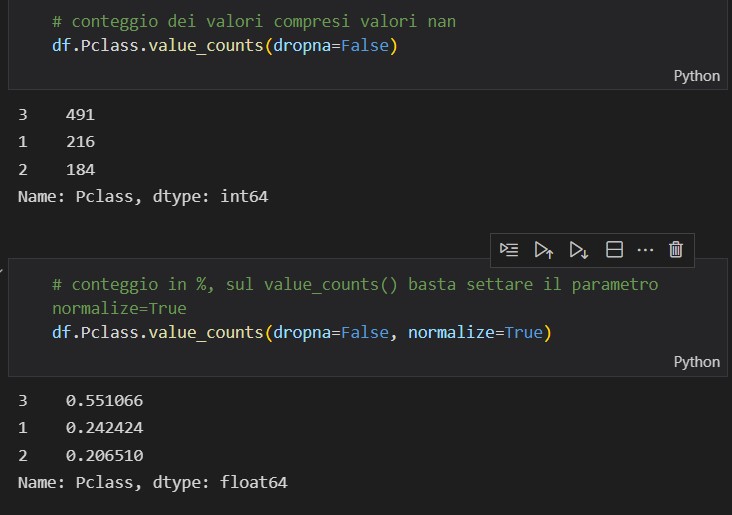 # conteggio dei valori compresi valori nan
df.Pclass.value_counts(dropna=False)
Python
3    491
1    216
2    184
Name: Pclass, dtype: int64
# conteggio in %, sul value_counts() basta settare il parametro
normalize=True
df.Pclass.value_counts(dropna=False, normalize=True)
Python
3    0.551066
1    0.242424
2    0.206510
Name: Pclass, dtype: float64